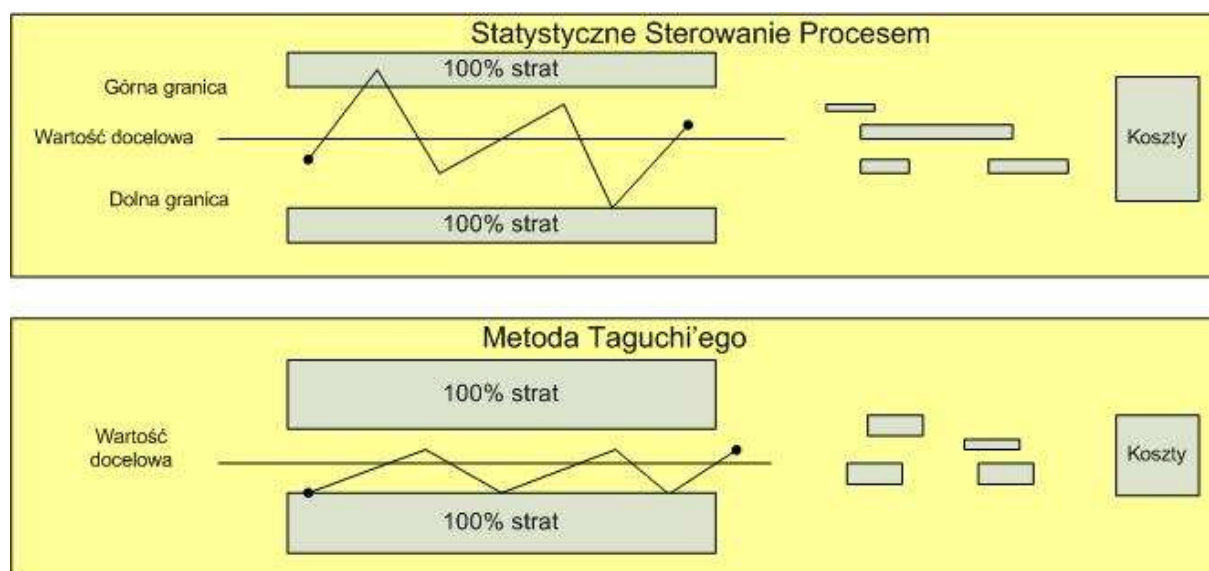 Statystyczne Sterowanie Procesem
100% strat
Górna granica
Wartość docelowa
Koszty
Dolna granica
100% strat
Metoda Taguchi'ego
100% strat
Wartość
docelowa
Koszty
100% strat